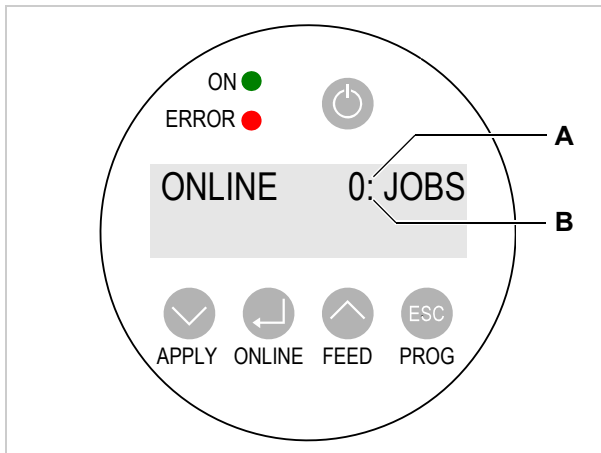 ON
ERROR
A
ONLINE 0: JOBS
B
ESC
APPLY ONLINE FEED PROG